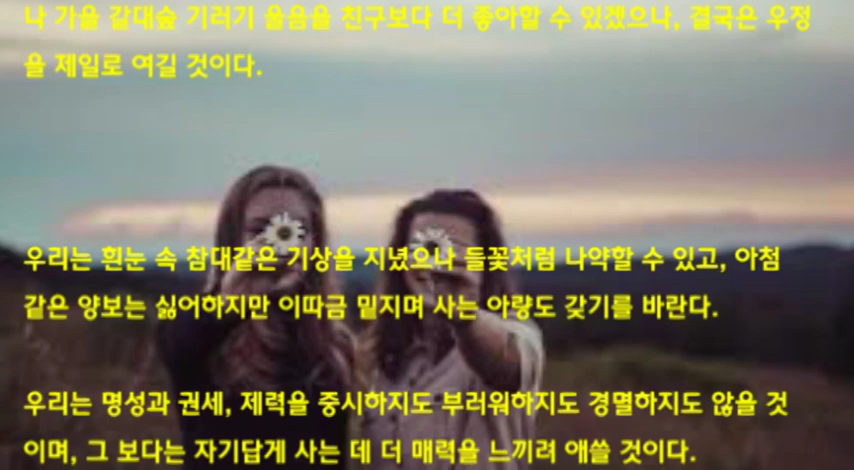 나 가을 갈대숲 기러기 울음을 친구보다 더 좋아할 수 있겠으나, 결국은 우정
을 제일로 여길 것이다.
우리는 흰눈 속 참대같은 기상을 지녔으나 들꽃처럼 나약할 수 있고, 아첨
같은 양보는 싫어하지만 이따금 밑지며 사는 아량도 갖기를 바란다.
우리는 명성과 권세, 제력을 중시하지도 부러워하지도 경멸하지도 않을 것
이며, 그 보다는 자기답게 사는 데 더 매력을 느끼려 애쓸 것이다.